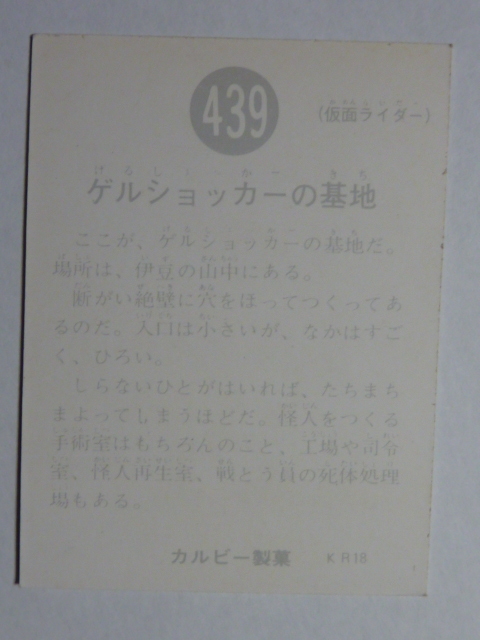 439
(仮面ライダー)
ゲルショッカーの基地
ここが、ゲルショッカーの基地だ。
場所は、伊豆の山中にある。
断がい絶壁に穴をほってつくってあ
るのだ。入口は小さいが、なかはすご
く、ひろい。
しらないひとがはいれば、たちまち
まよってしまうほどだ。怪人をつくる
手術室はもちろんのこと、工場や司令
室、怪人再生室、戦とう員の死体処理
場もある。
カルビー製菓 KR18